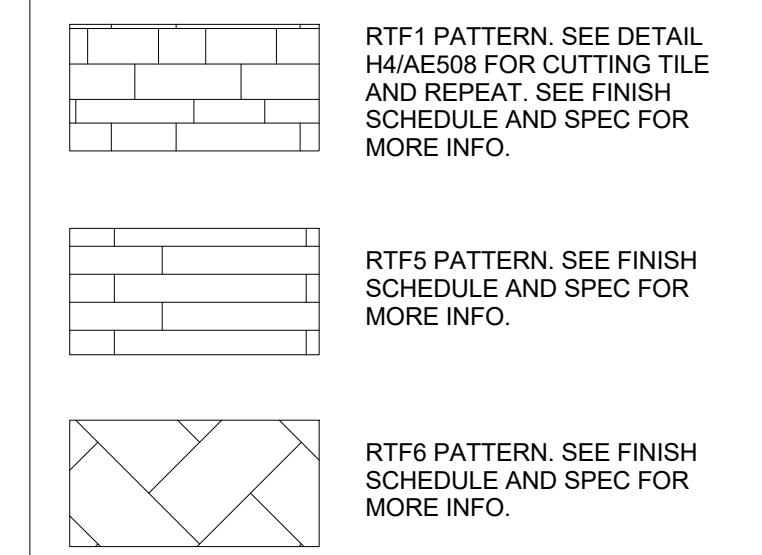 RTF1 PATTERN. SEE DETAIL
H4/AE508 FOR CUTTING TILE
AND REPEAT. SEE FINISH
SCHEDULE AND SPEC FOR
MORE INFO.
RTF5 PATTERN. SEE FINISH
SCHEDULE AND SPEC FOR
MORE INFO.
RTF6 PATTERN. SEE FINISH
SCHEDULE AND SPEC FOR
MORE INFO.